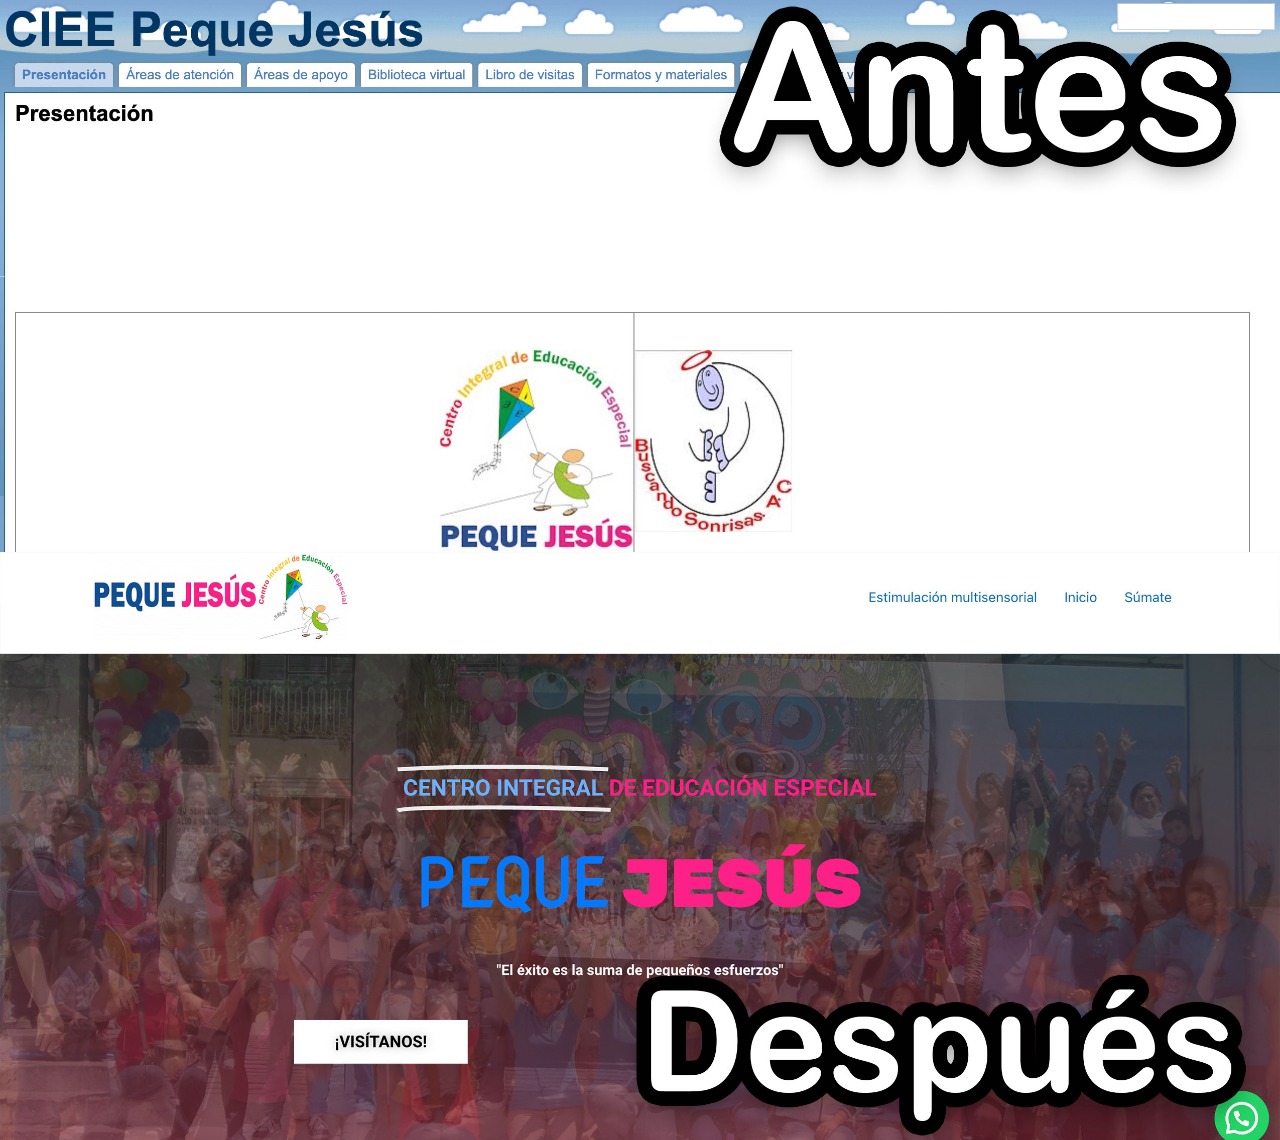 CIEE Peque Jesús
Antes
Presentación
Áreas de atención
Áreas de apoyo
Biblioteca virtual
Libro de visitas
Formatos y materiales
Presentación
Centro Integral de Educación Especial
PEQUE JESÚS
Buscando Sonrisas. A.C.
PEQUE JESÚS
Centro Integral de Educación Especial
Estimulación multisensorial
Inicio
Súmate
CENTRO INTEGRAL DE EDUCACIÓN ESPECIAL
PEQUE JESÚS
"El éxito es la suma de pequeños esfuerzos"
¡VISÍTANOS!
Después